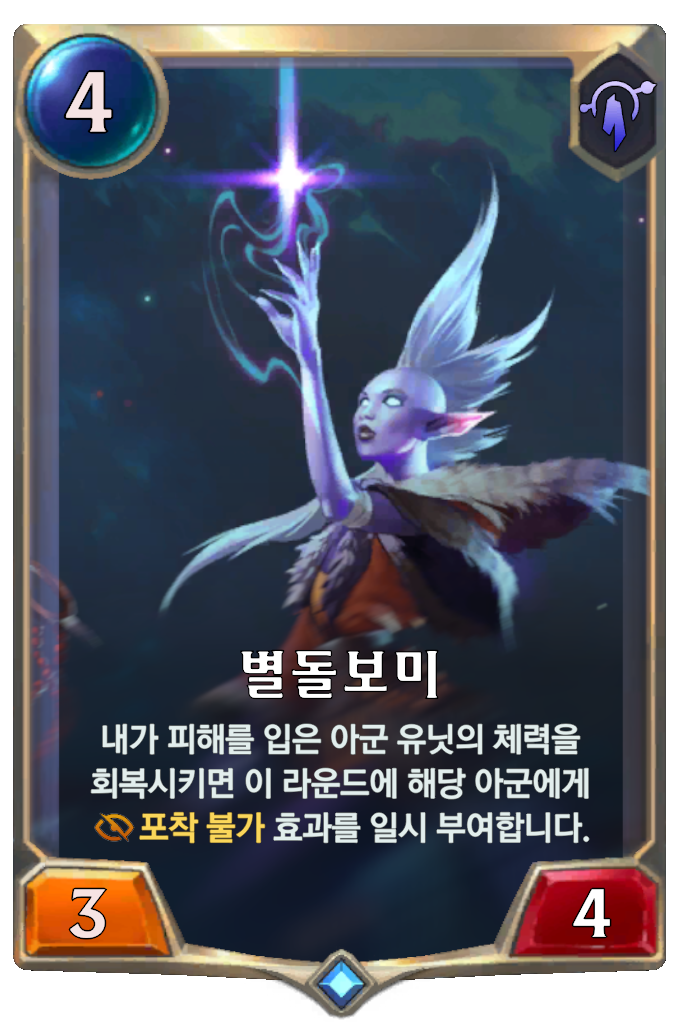 4
별돌보미
내가 피해를 입은 아군 유닛의 체력을
회복시키면 이 라운드에 해당 아군에게
포착 불가 효과를 일시 부여합니다.
3
4